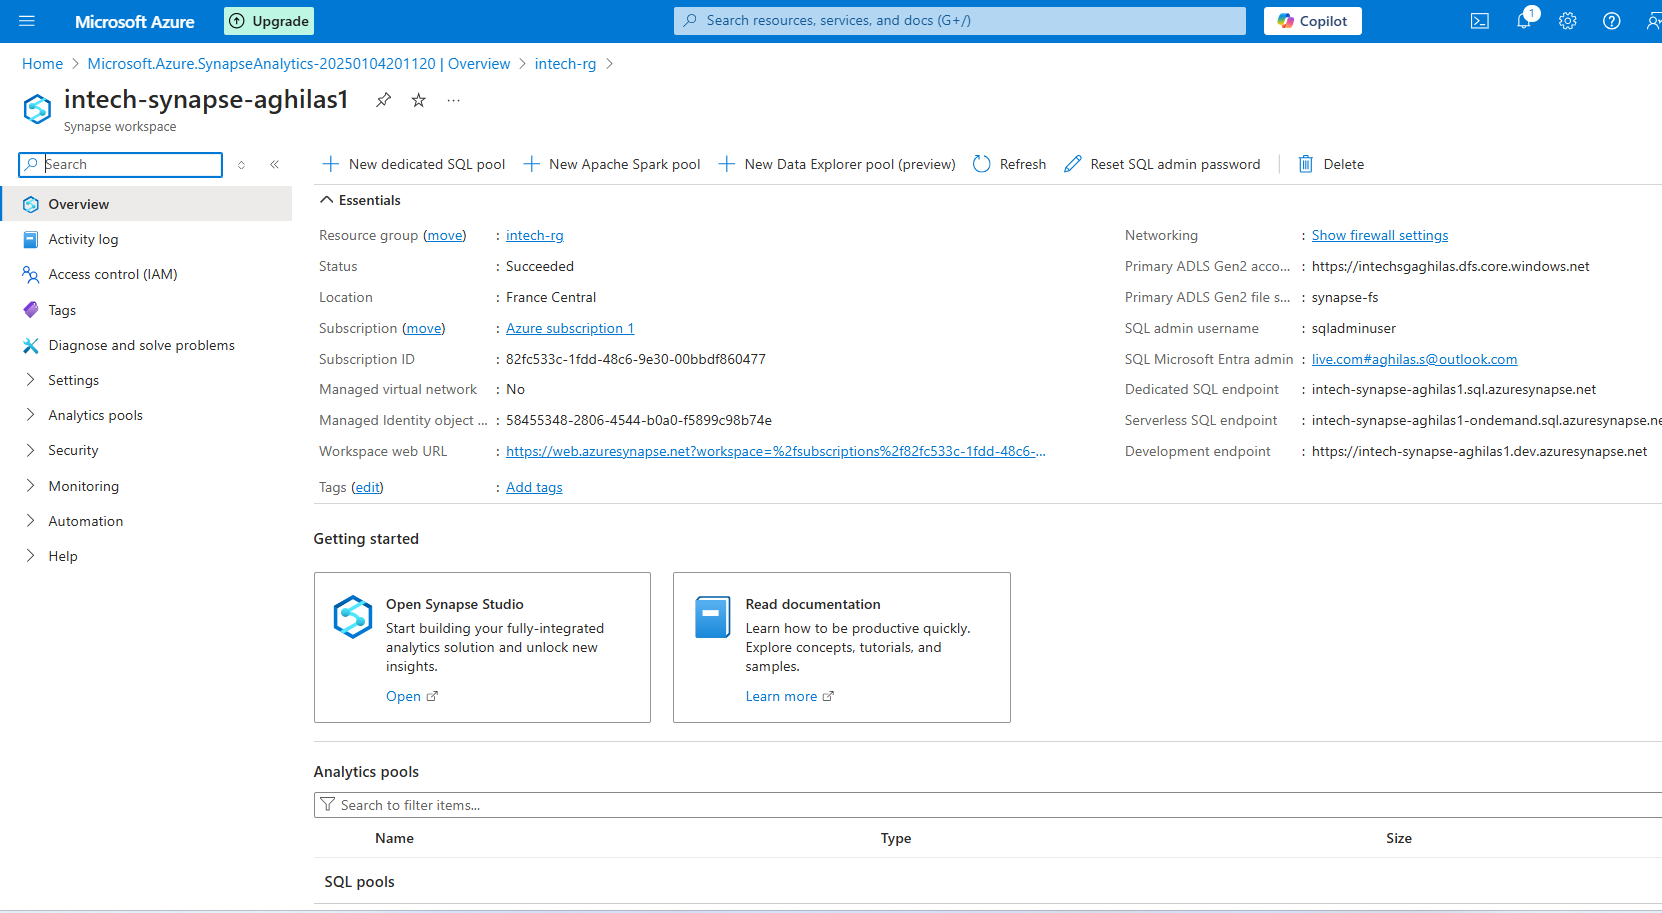 Microsoft Azure
Upgrade
Search resources, services, and docs (G+/)
Copilot
1
Home > Microsoft.Azure.SynapseAnalytics-20250104201120 | Overview > intech-rg >
intech-synapse-aghilas1
...
Synapse workspace
Search
New dedicated SQL pool
New Apache Spark pool
New Data Explorer pool (preview)
Refresh
Reset SQL admin password
Delete
Overview
Activity log
Access control (IAM)
Tags
Diagnose and solve problems
Settings
Analytics pools
Security
Monitoring
Automation
Help
Essentials
Resource group (move) : intech-rg
Status : Succeeded
Location : France Central
Subscription (move) : Azure subscription 1
Subscription ID : 82fc533c-1fdd-48c6-9e30-00bbdf860477
Managed virtual network : No
Managed Identity object ... : 58455348-2806-4544-b0a0-f5899c98b74e
Workspace web URL : https://web.azuresynapse.net?workspace=%2fsubscriptions%2f82fc533c-1fdd-48c6-...
Tags (edit) : Add tags
Networking : Show firewall settings
Primary ADLS Gen2 acco... : https://intechsgaghilas.dfs.core.windows.net
Primary ADLS Gen2 file s... : synapse-fs
SQL admin username : sqladminuser
SQL Microsoft Entra admin : live.com#aghilas.s@outlook.com
Dedicated SQL endpoint : intech-synapse-aghilas1.sql.azuresynapse.net
Serverless SQL endpoint : intech-synapse-aghilas1-ondemand.sql.azuresynapse.ne
Development endpoint : https://intech-synapse-aghilas1.dev.azuresynapse.net
Getting started
Open Synapse Studio
Start building your fully-integrated
analytics solution and unlock new
insights.
Open
Read documentation
Learn how to be productive quickly.
Explore concepts, tutorials, and
samples.
Learn more
Analytics pools
Search to filter items...
Name Type Size
SQL pools